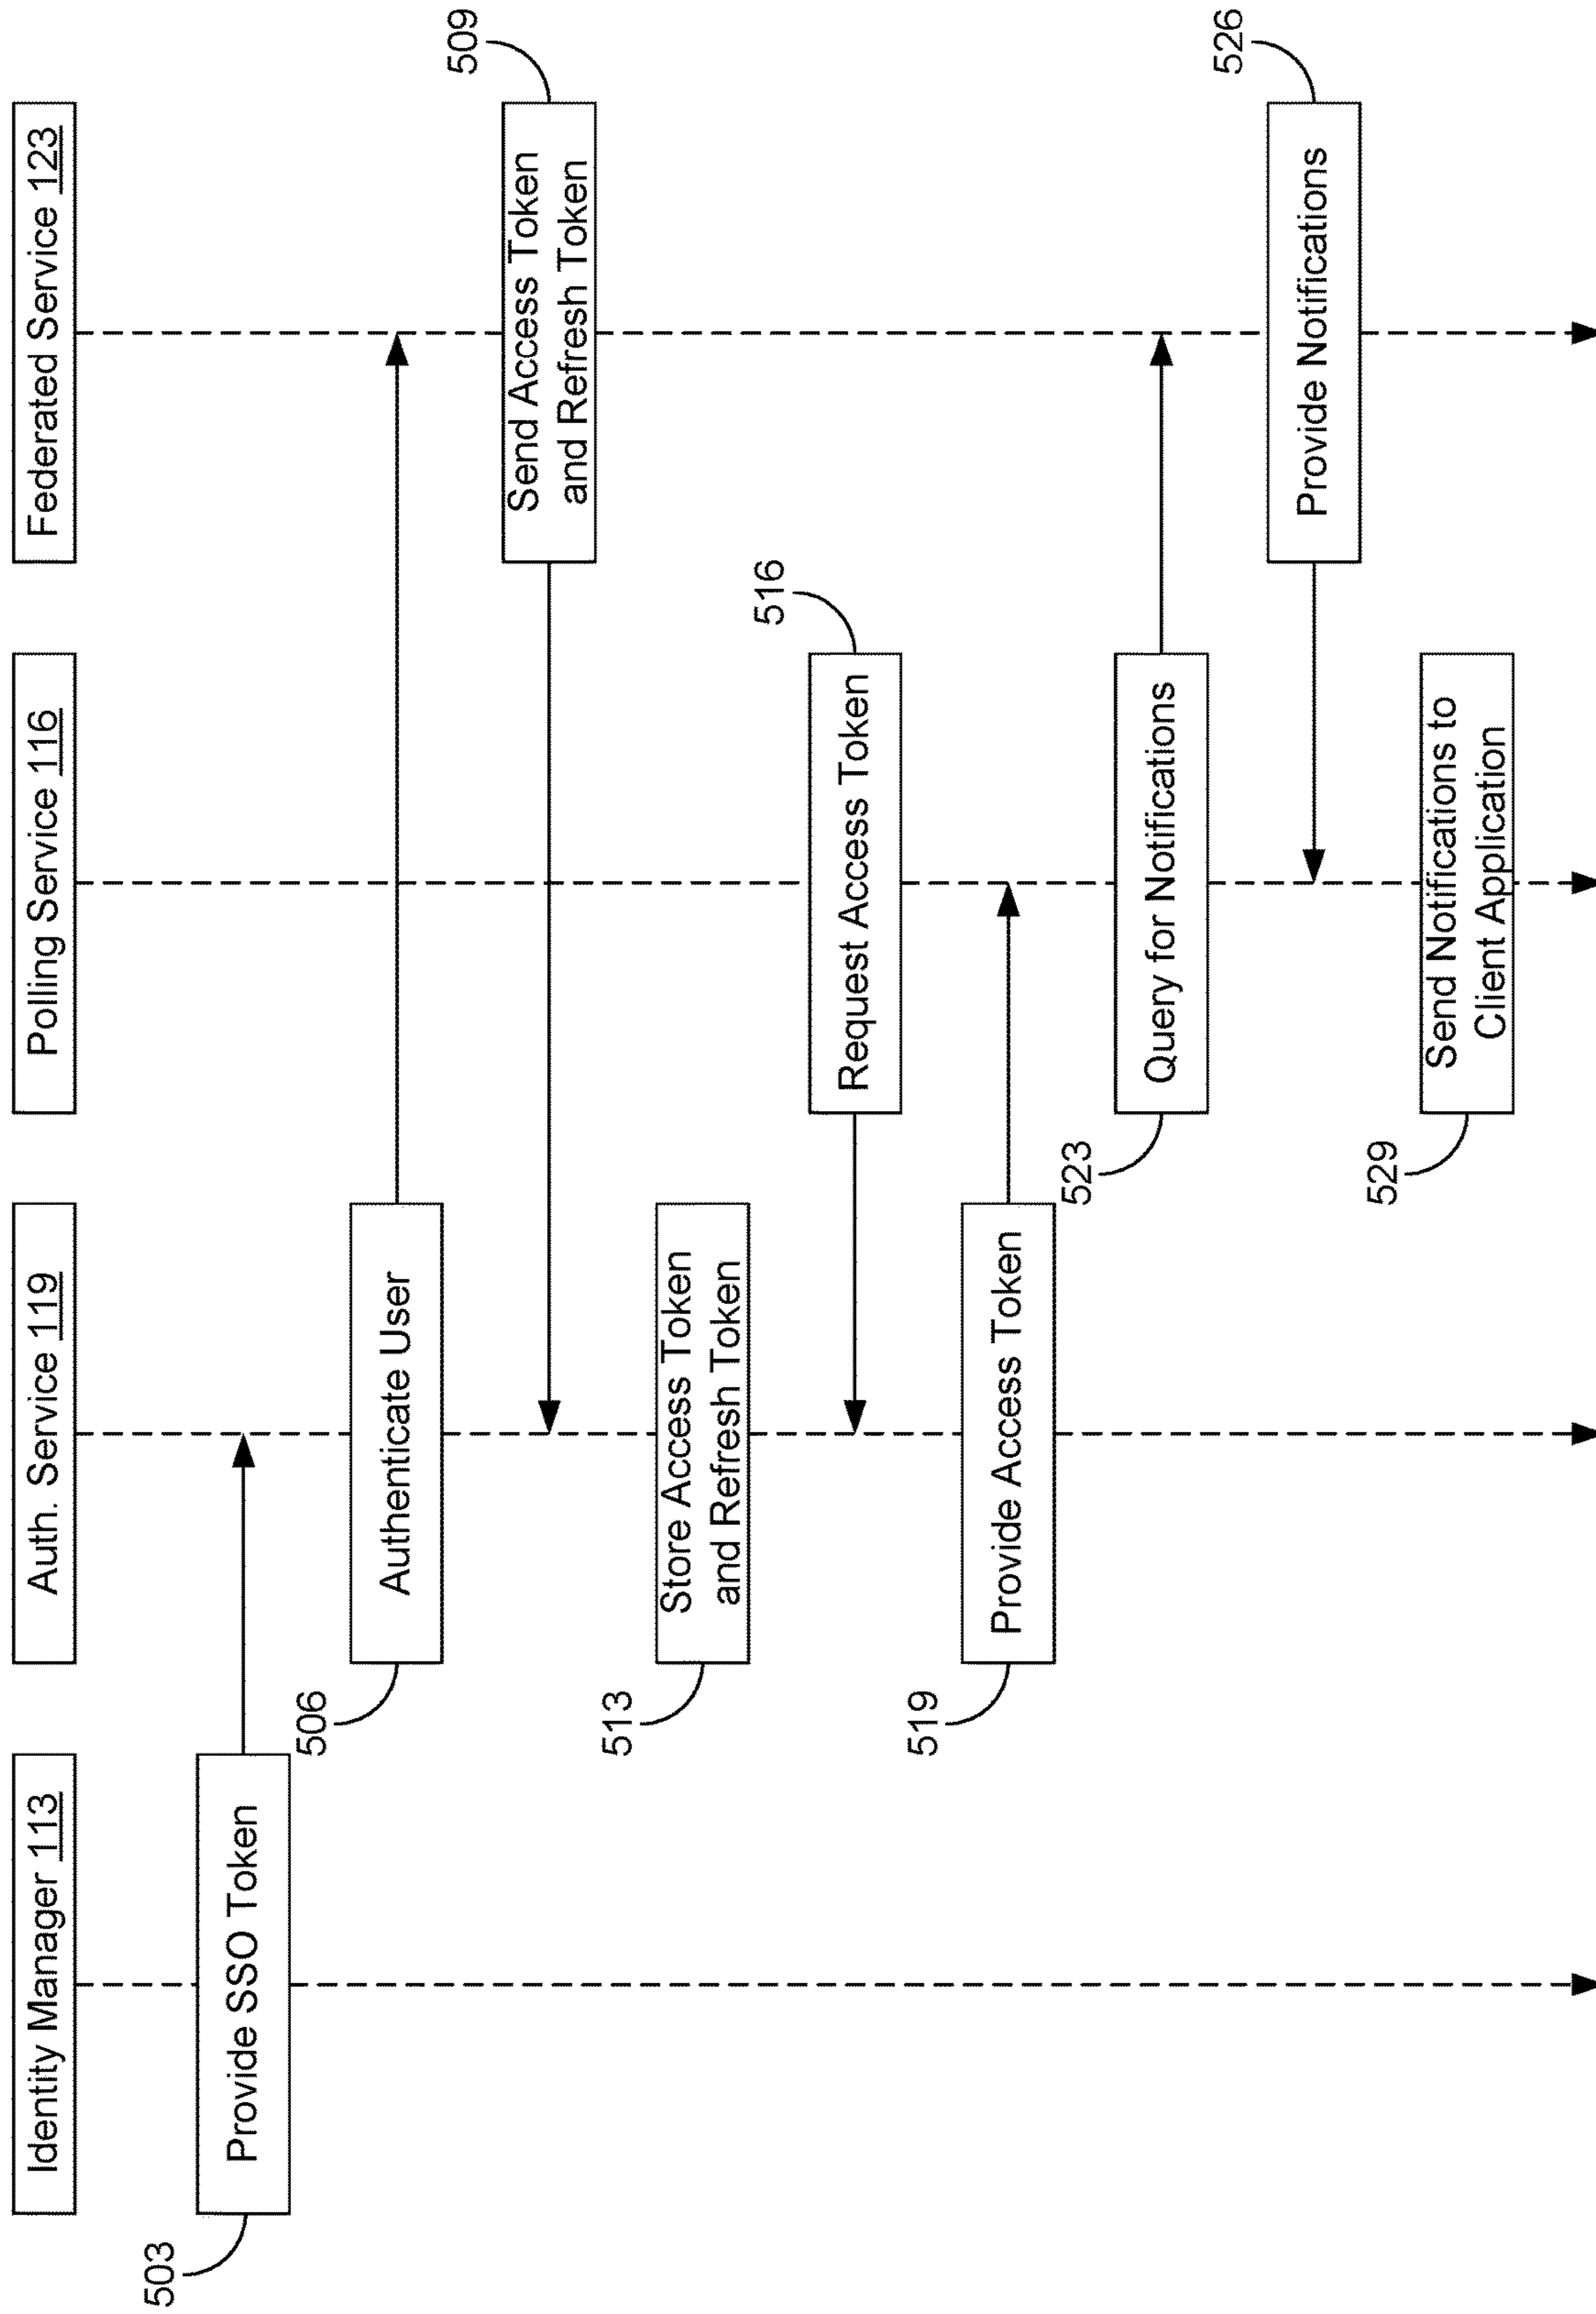 Identity Manager 113
Auth. Service 119
Polling Service 116
Federated Service 123
503
Provide SSO Token
506
Authenticate User
509
Send Access Token
and Refresh Token
513
Store Access Token
and Refresh Token
516
Request Access Token
519
Provide Access Token
523
Query for Notifications
526
Provide Notifications
529
Send Notifications to
Client Application